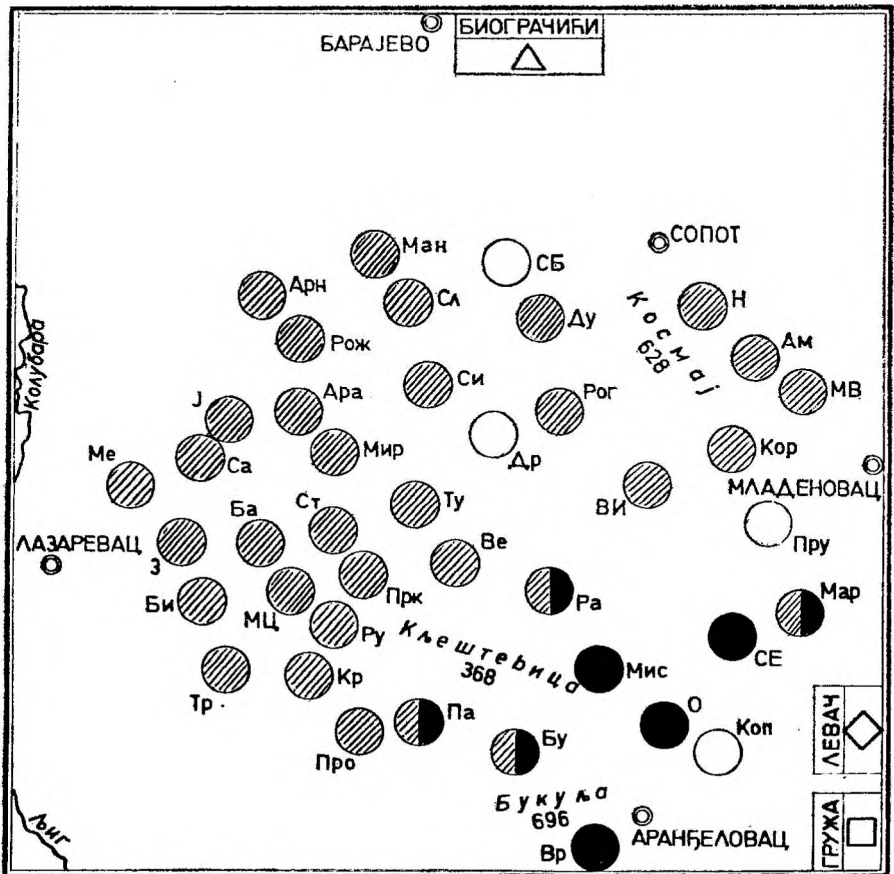 БИОГРАЧИЋИ
БАРАЈЕВО
СОПОТ
Ман
СБ
Арн
Сл
Ду
Н
Космај
628
Рож
Ам
Колубара
Си
МВ
Ј
Ара
Рог
Ме
Са
Мир
Др
Кор
МЛАДЕНОВАЦ
Ст
Ту
ВИ
Ба
Ве
Пру
ЛАЗАРЕВАЦ
З
Прк
Ра
Мар
Би
МЦ
Ру
Кљештевица
368
СЕ
Мис
Тр
Кр
Па
О
Коп
ЛЕВАЧ
Про
Бу
Букуља
696
АРАНЂЕЛОВАЦ
ГРУЖА
Љиг
Вр